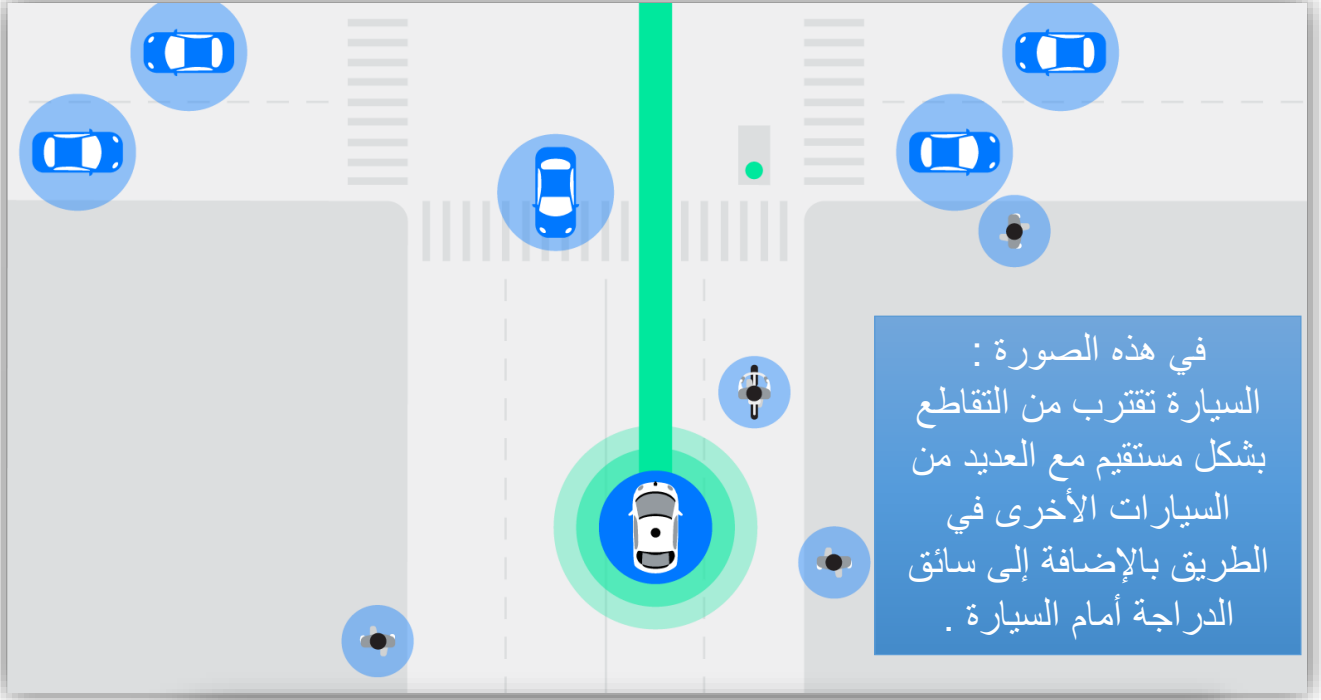 في هذه الصورة :
السيارة تقترب من التقاطع
بشكل مستقيم مع العديد من
السيارات الأخرى في
الطريق بالإضافة إلى سائق
الدراجة أمام السيارة .